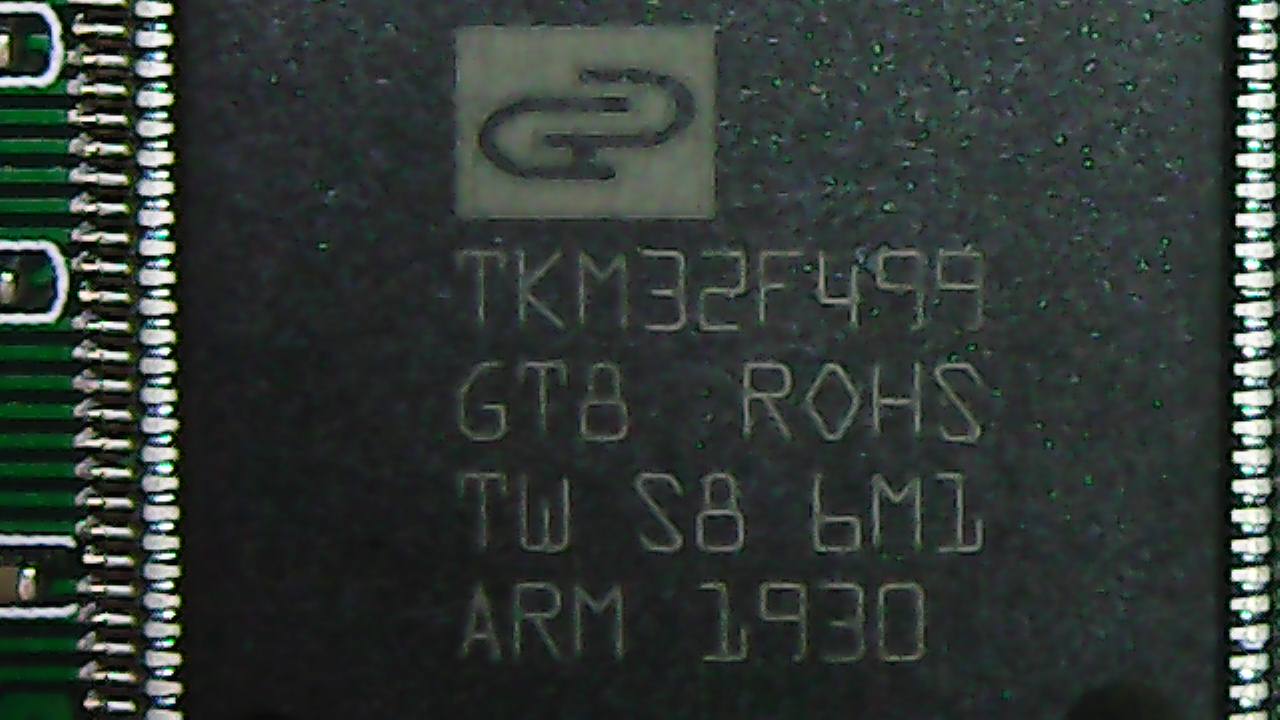 TKM32F499
GT8 ROHS
TW S8 6M1
ARM 1930